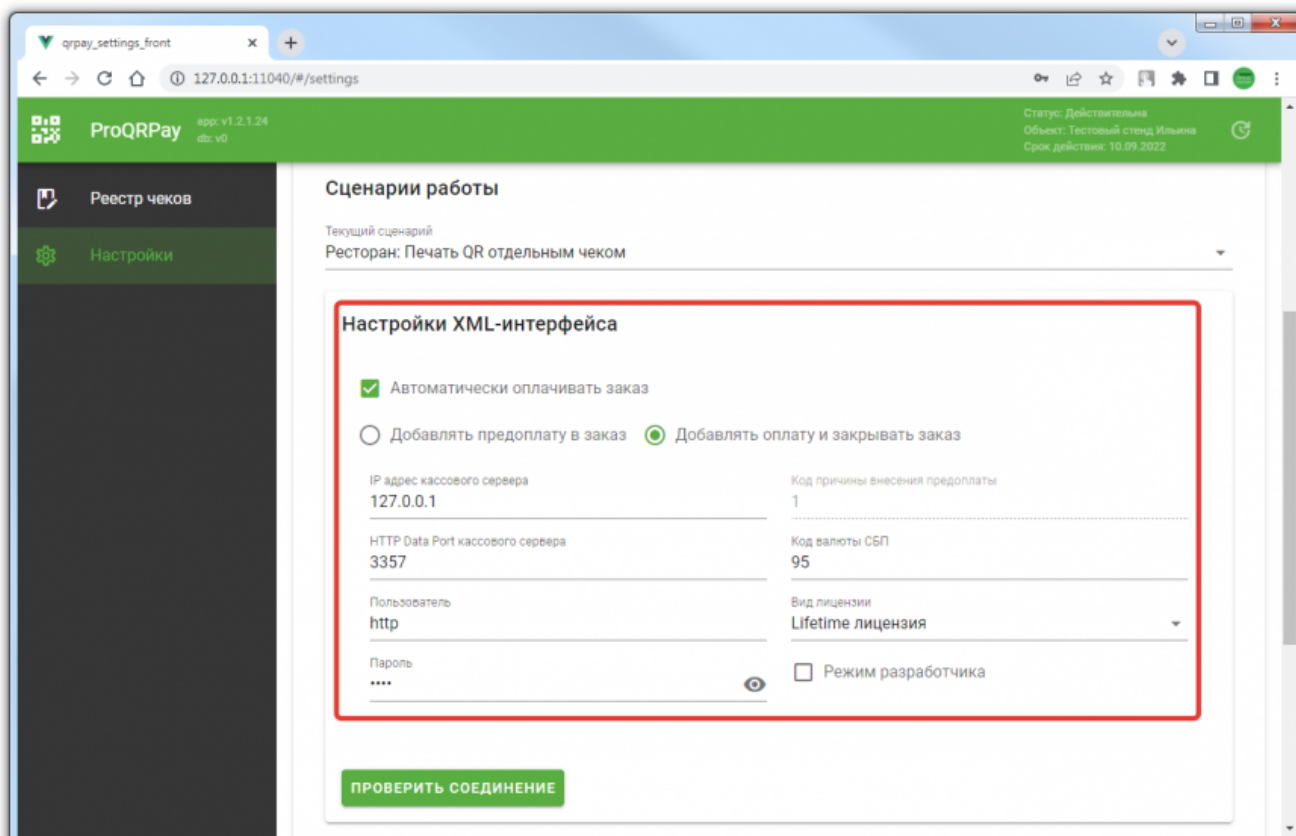 qrpay_settings_front
127.0.0.1:11040/#/settings
ProQRPay
app: v1.2.1.24
db: v0
Статус: Действительна
Объект: Тестовый стенд Ильина
Срок действия: 10.09.2022
Реестр чеков
Настройки
Сценарии работы
Текущий сценарий
Ресторан: Печать QR отдельным чеком
Настройки XML-интерфейса
Автоматически оплачивать заказ
Добавлять предоплату в заказ Добавлять оплату и закрывать заказ
IP адрес кассового сервера Код причины внесения предоплаты
127.0.0.1 1
HTTP Data Port кассового сервера Код валюты СБП
3357 95
Пользователь Вид лицензии
http Lifetime лицензия
Пароль
•••• Режим разработчика
ПРОВЕРИТЬ СОЕДИНЕНИЕ